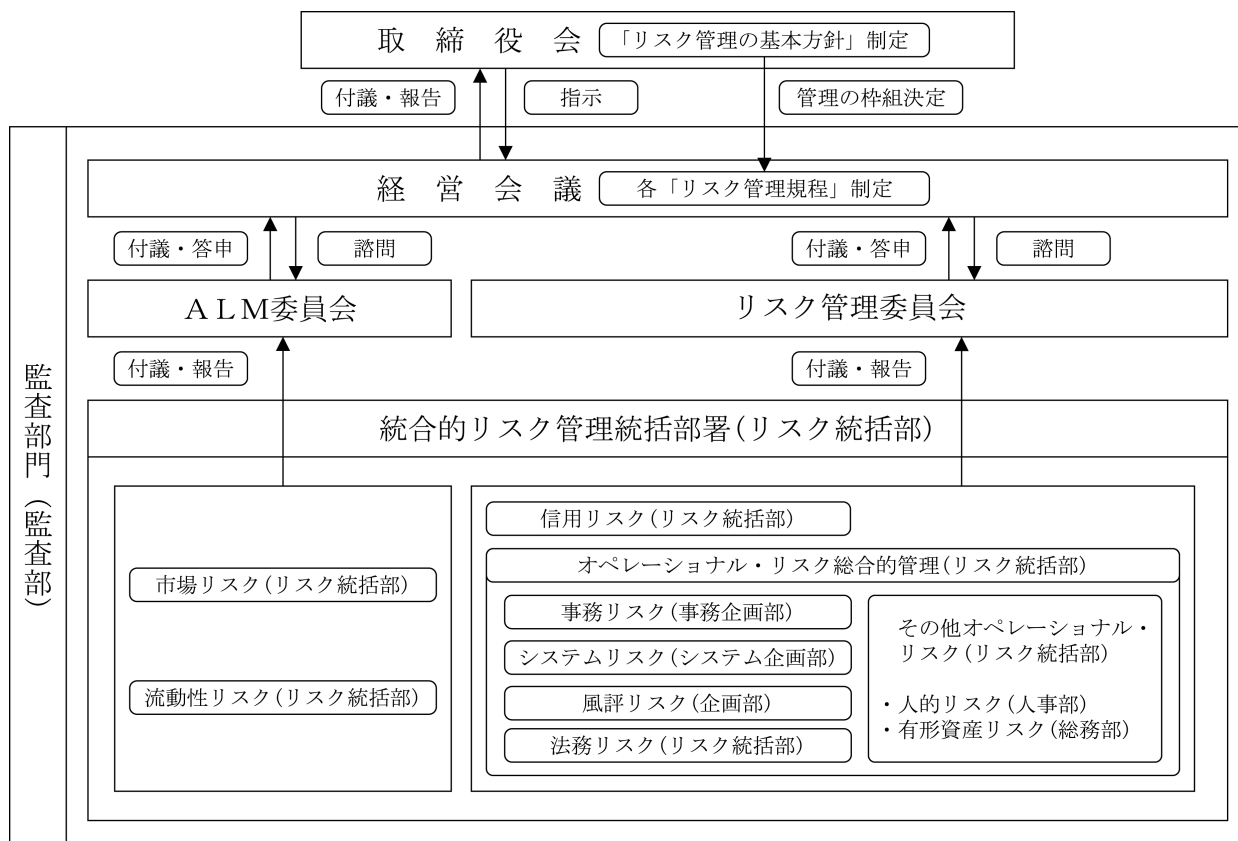 取締役会
「リスク管理の基本方針」制定
付議・報告
指示
管理の枠組決定
経営会議
各「リスク管理規程」制定
付議・答申
諮問
付議・答申
諮問
ALM委員会
リスク管理委員会
付議・報告
付議・報告
監査部門(監査部)
統合的リスク管理統括部署(リスク統括部)
市場リスク(リスク統括部)
流動性リスク(リスク統括部)
信用リスク(リスク統括部)
オペレーショナル・リスク総合的管理(リスク統括部)
事務リスク(事務企画部)
システムリスク(システム企画部)
風評リスク(企画部)
法務リスク(リスク統括部)
その他オペレーショナル・
リスク(リスク統括部)
・人的リスク(人事部)
・有形資産リスク(総務部)